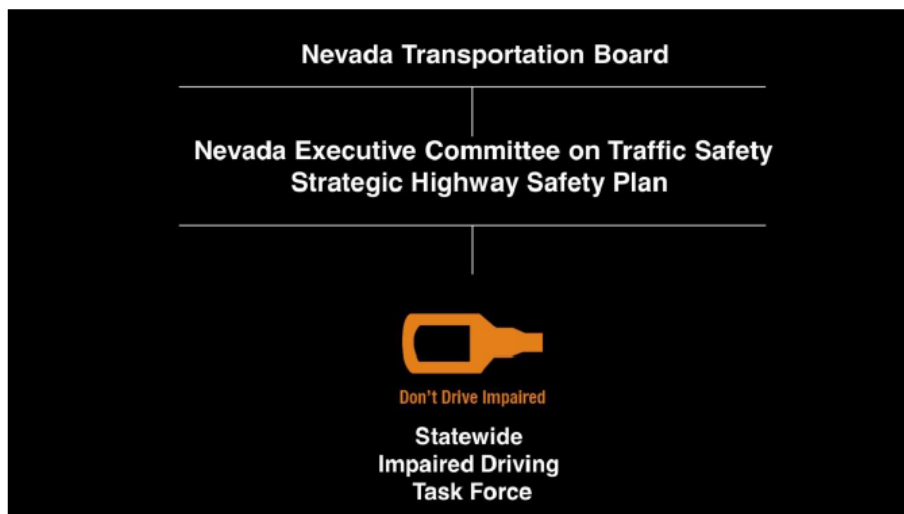 Nevada Transportation Board
Nevada Executive Committee on Traffic Safety
Strategic Highway Safety Plan
Don't Drive Impaired
Statewide
Impaired Driving
Task Force